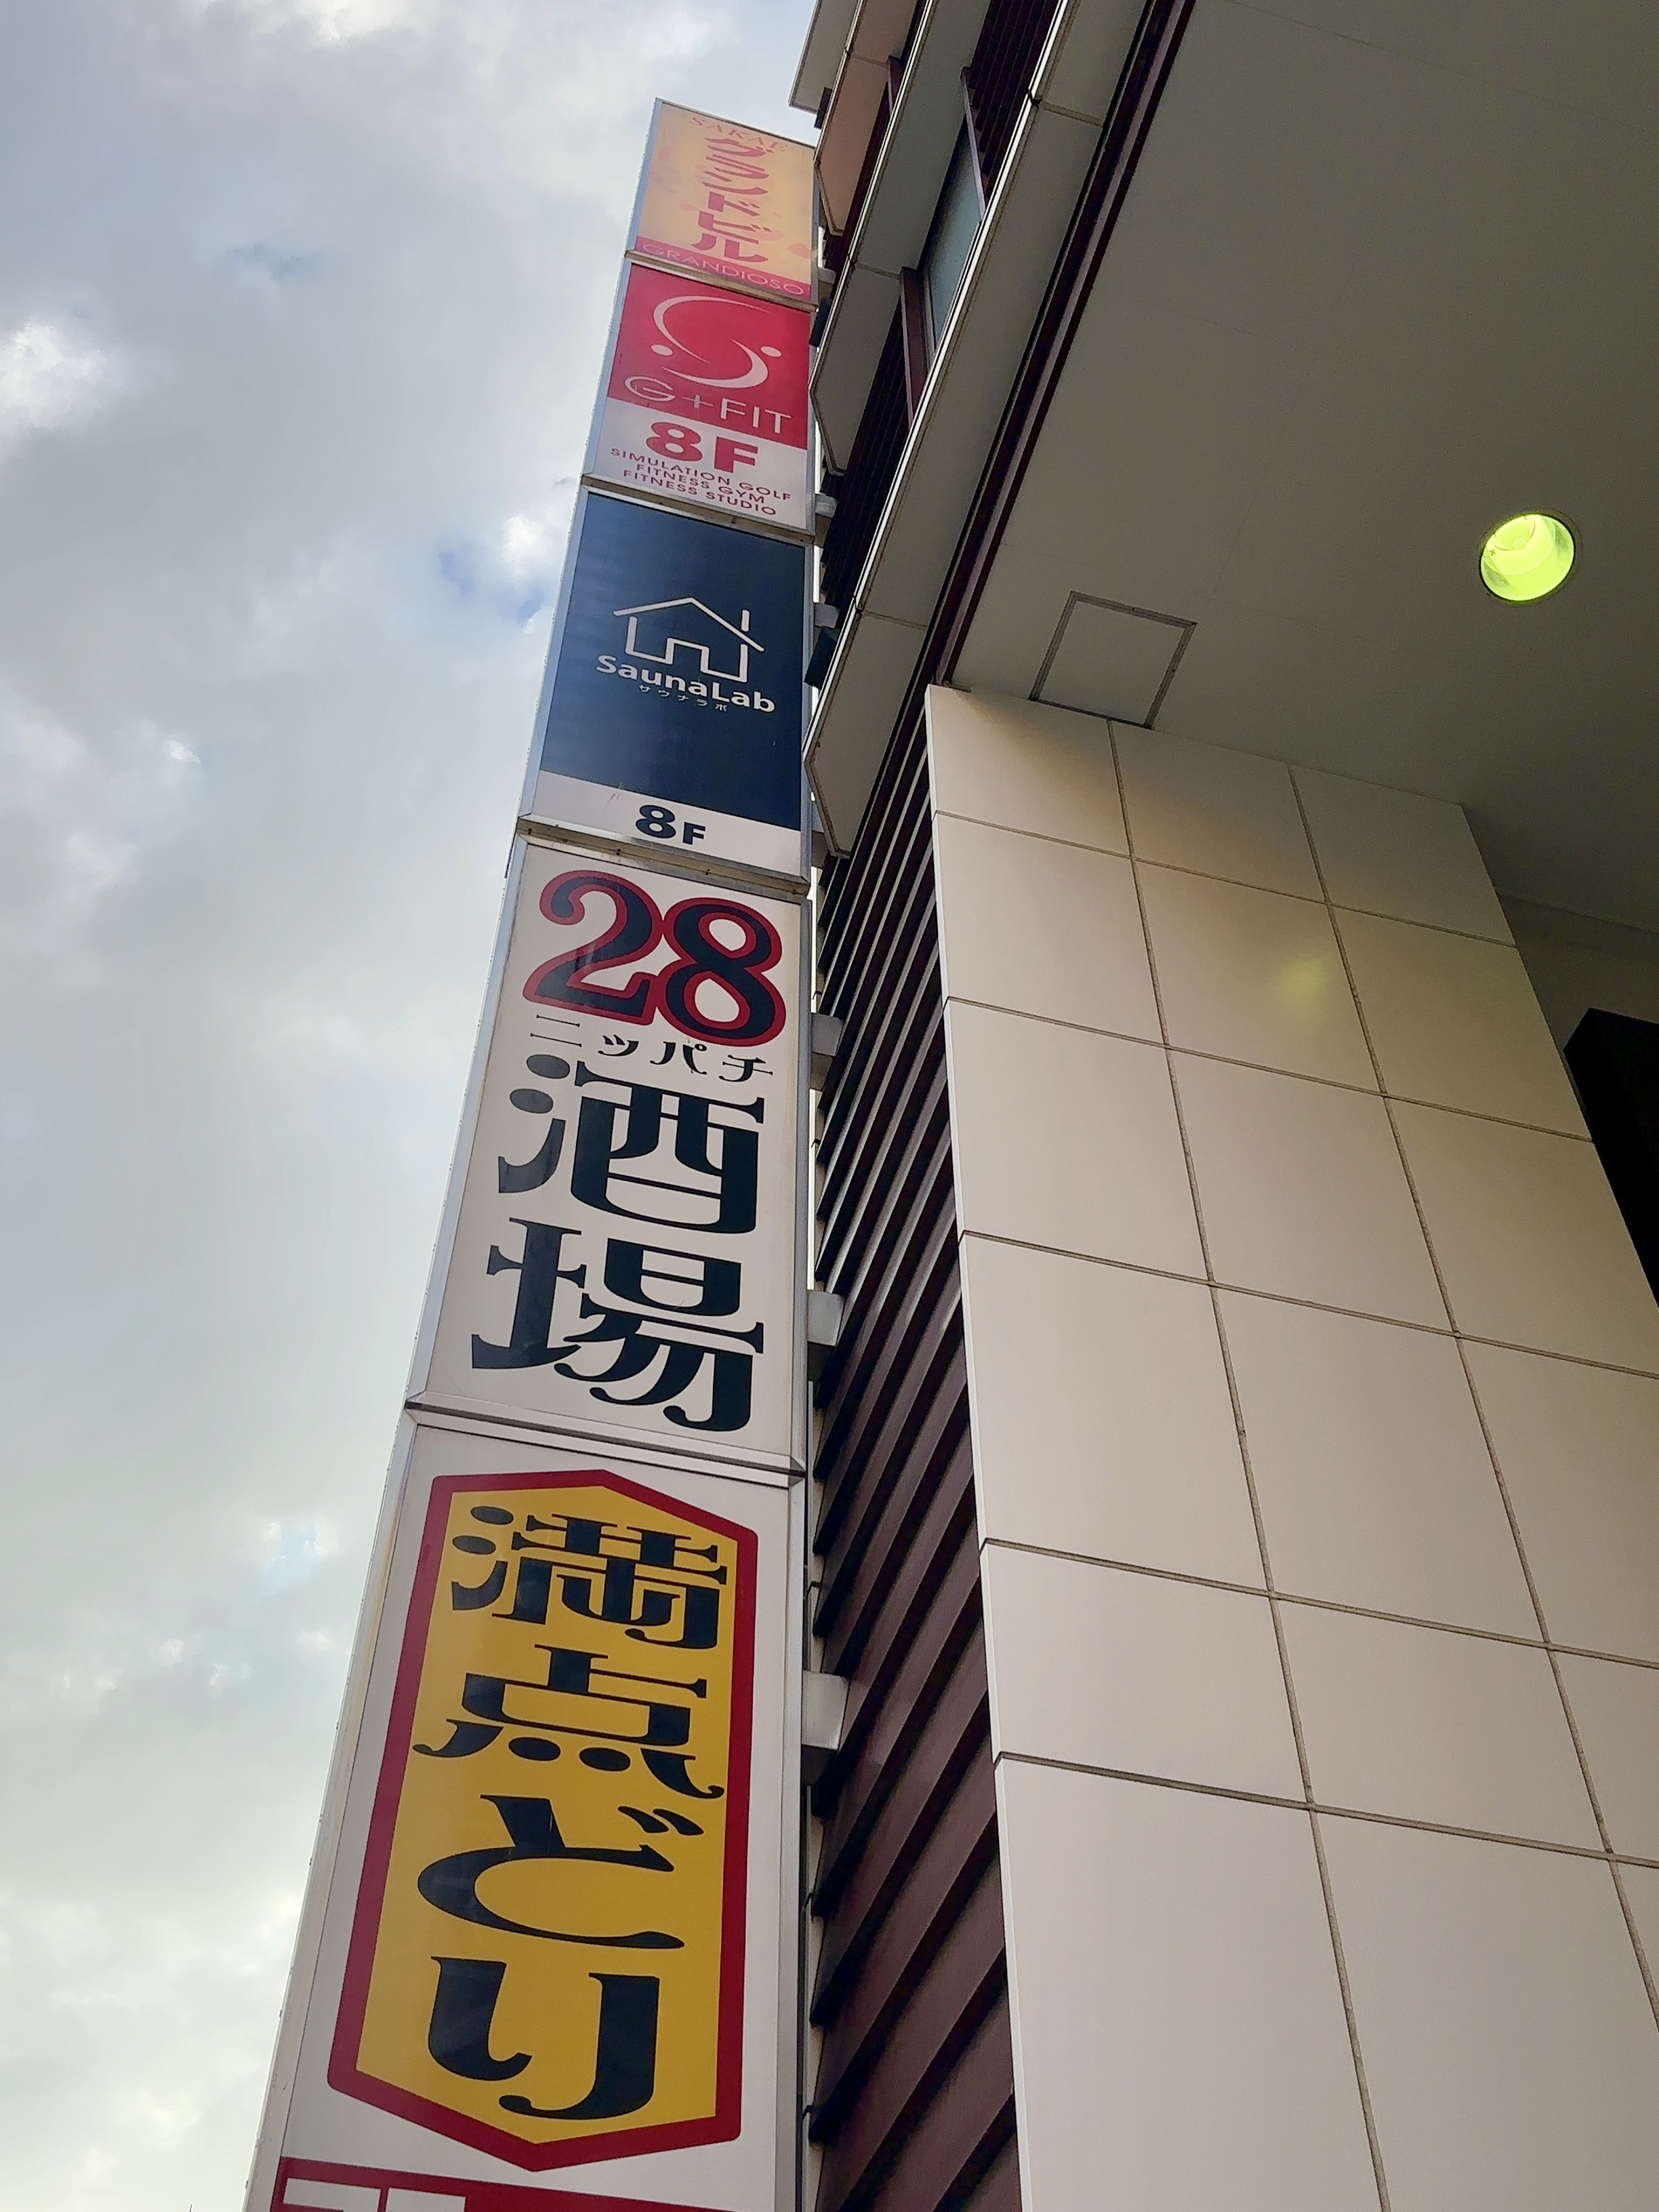 SAKAE
グランドビル
GRANDIOSO
G+FIT
8F
SIMULATION GOLF
FITNESS GYM
FITNESS STUDIO
SaunaLab
サウナラボ
8F
28
ニッパチ
酒場
満点どり